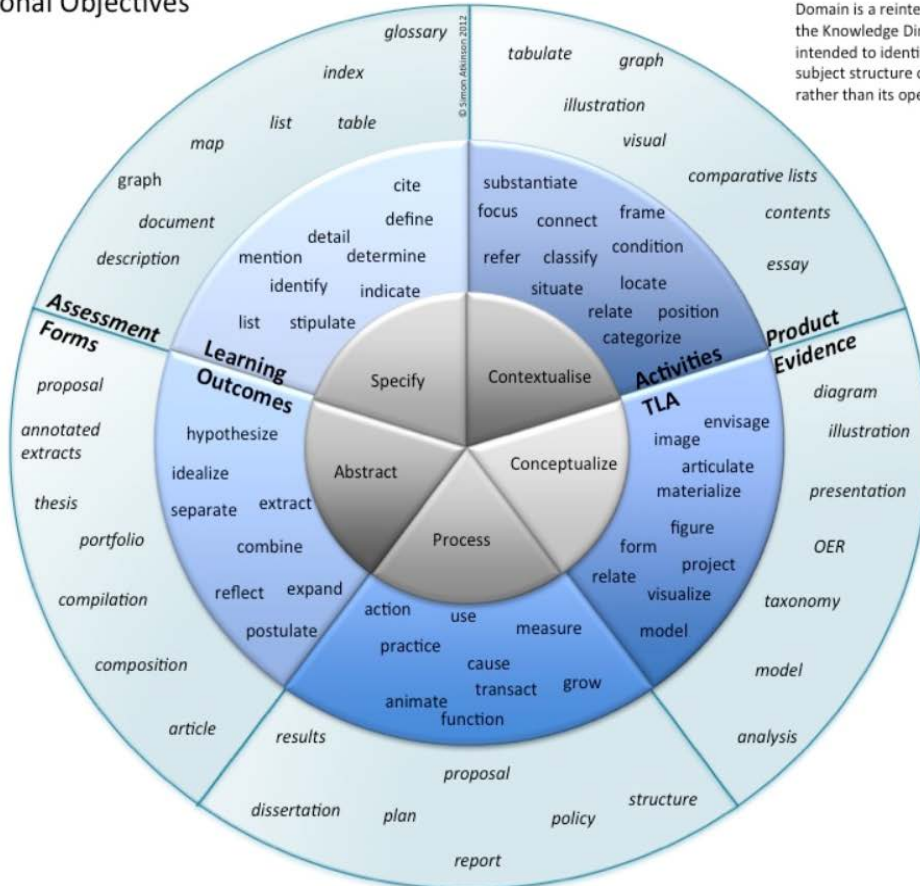 onal Objectives
Domain is a reinte
the Knowledge Di
intended to identi
subject structure o
rather than its ope
© Simon Atkinson 2012
glossary
index
list table
map
graph
document
description
tabulate
graph
illustration
visual
comparative lists
contents
essay
cite
define
detail
mention determine
identify
indicate
list stipulate
substantiate
focus connect frame
refer classify condition
situate locate
relate position
categorize
Assessment
Forms
Learning
Outcomes
Activities
TLA
Product
Evidence
Specify
Contextualise
Abstract
Conceptualize
Process
proposal
annotated
extracts
thesis
portfolio
compilation
composition
article
hypothesize
idealize
separate extract
combine
reflect expand
postulate
envisage
image
articulate
materialize
figure
form
project
relate
visualize
model
diagram
illustration
presentation
OER
taxonomy
model
analysis
action use
measure
practice
cause
transact grow
animate
function
results
proposal
dissertation
plan
policy
structure
report